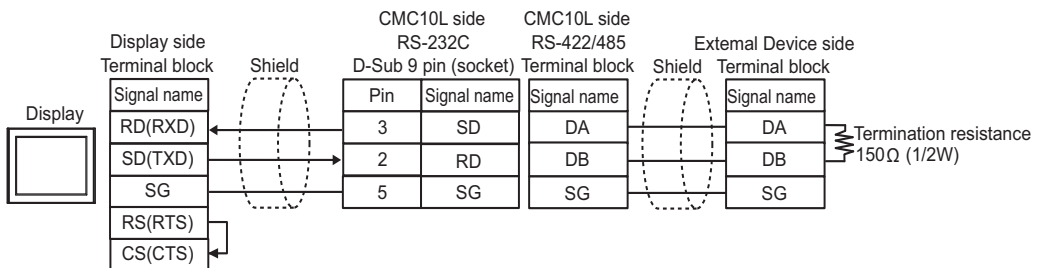 CMC10L side
RS-232C
D-Sub 9 pin (socket)
CMC10L side
RS-422/485
Terminal block
Display side
Terminal block
Shield
Shield
External Device side
Terminal block
Display
Signal name
Pin
Signal name
Signal name
Signal name
RD(RXD)
3
SD
DA
DA
SD(TXD)
2
RD
DB
DB
SG
5
SG
SG
SG
RS(RTS)
CS(CTS)
Termination resistance
150Ω (1/2W)